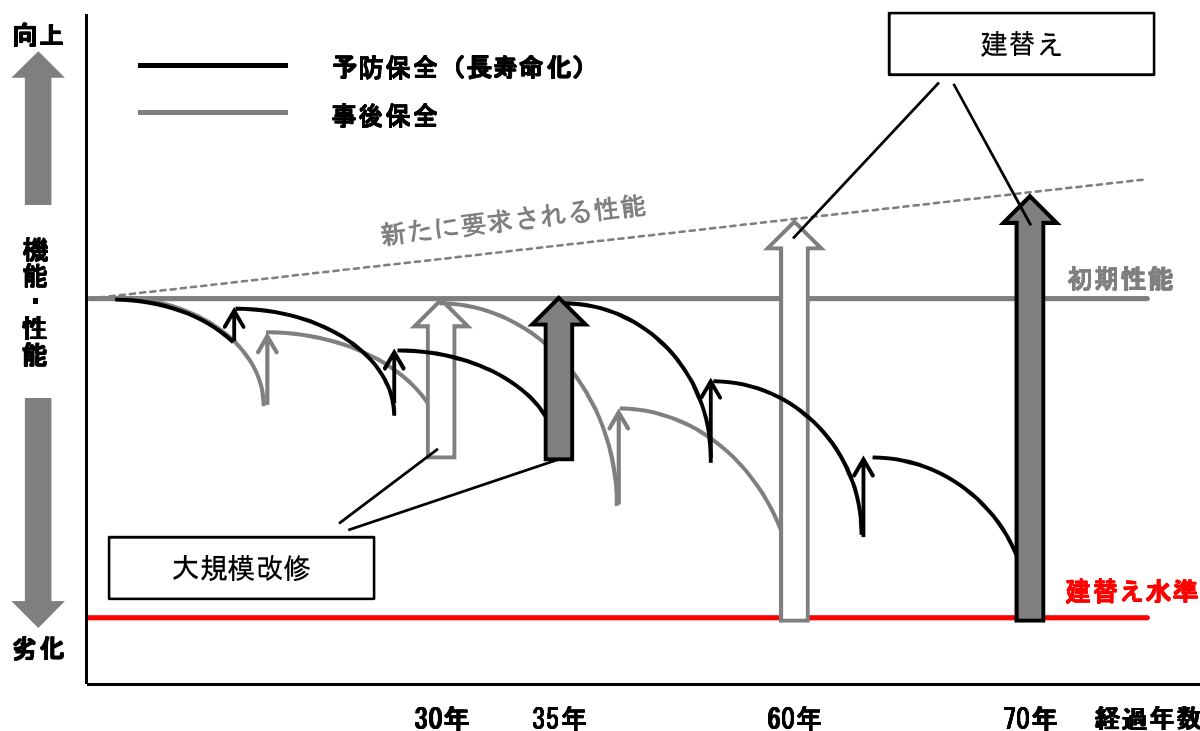 向上
建替え
予防保全（長寿命化）
事後保全
新たに要求される性能
機能・性能
初期性能
大規模改修
建替え水準
劣化
30年
35年
60年
70年
経過年数